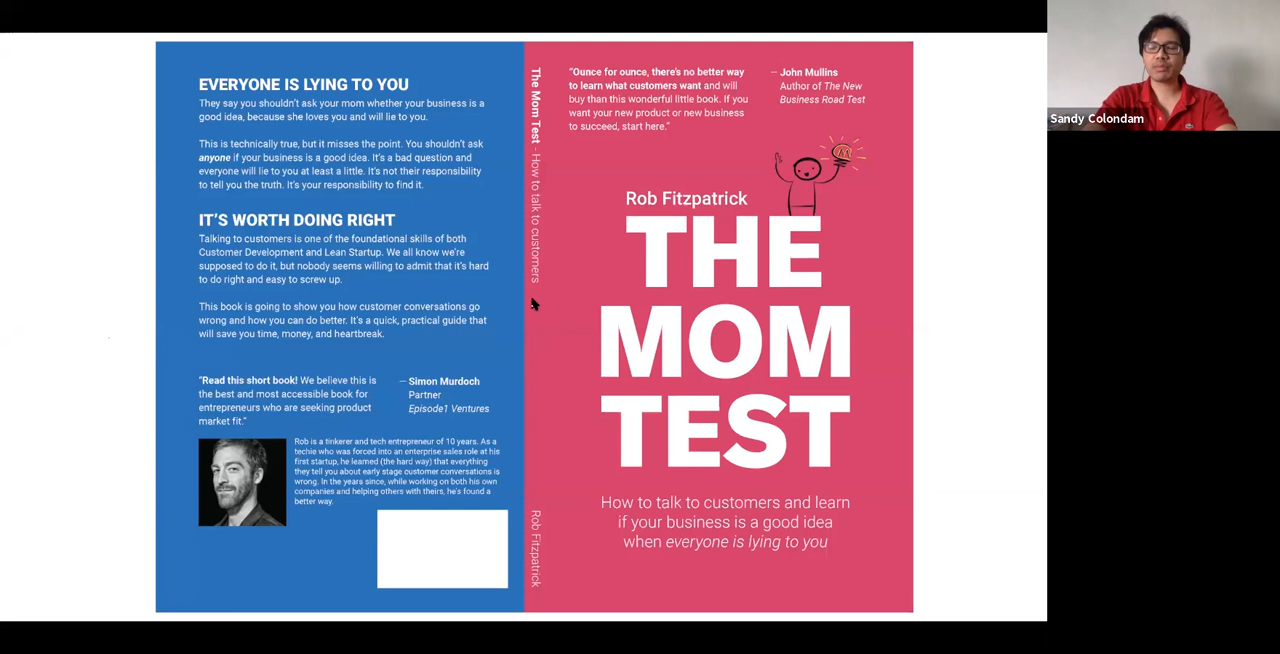 EVERYONE IS LYING TO YOU
They say you shouldn't ask your mom whether your business is a
good idea, because she loves you and will lie to you.
This is technically true, but it misses the point. You shouldn't ask
anyone if your business is a good idea. It's a bad question and
everyone will lie to you at least a little. It's not their responsibility
to tell you the truth. It's your responsibility to find it.
IT'S WORTH DOING RIGHT
Talking to customers is one of the foundational skills of both
Customer Development and Lean Startup. We all know we're
supposed to do it, but nobody seems willing to admit that it's hard
to do right and easy to screw up.
This book is going to show you how customer conversations go
wrong and how you can do better. It's a quick, practical guide that
will save you time, money, and heartbreak.
"Read this short book! We believe this is
the best and most accessible book for
entrepreneurs who are seeking product
market fit."
— Simon Murdoch
Partner
Episode1 Ventures
Rob is a tinkerer and tech entrepreneur of 10 years. As a
techie who was forced into an enterprise sales role at his
first startup, he learned (the hard way) that everything
they tell you about early stage customer conversations is
wrong. In the years since, while working on both his own
companies and helping others with theirs, he's found a
better way.
The Mom Test - How to talk to customers
Rob Fitzpatrick
"Ounce for ounce, there's no better way
to learn what customers want and will
buy than this wonderful little book. If you
want your new product or new business
to succeed, start here."
— John Mullins
Author of The New
Business Road Test
Rob Fitzpatrick
THE
MOM
TEST
How to talk to customers and learn
if your business is a good idea
when everyone is lying to you
Sandy Colondam